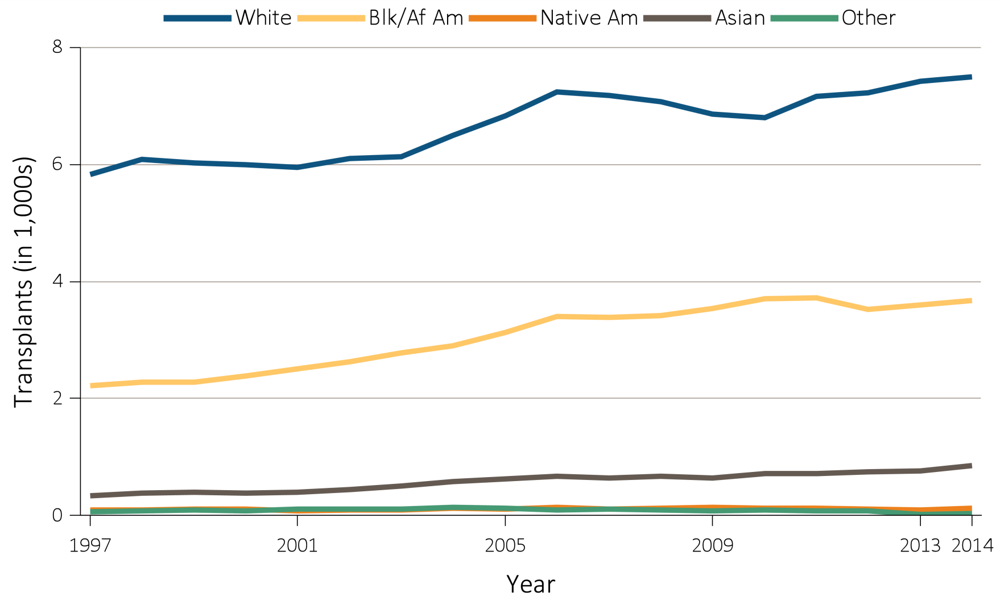 White Blk/Af Am Native Am Asian Other
Transplants (in 1,000s)
8
6
4
2
0
1997 2001 2005 2009 2013 2014
Year